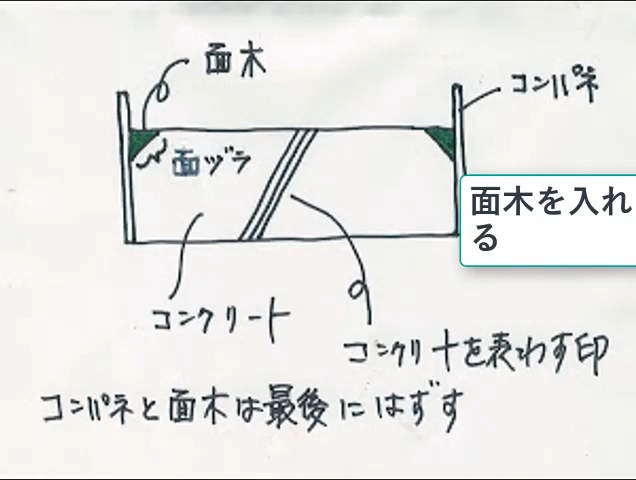 面木
コンパネ
面ヅラ
面木を入れ
る
コンクリート
コンクリートを表わす印
コンパネと面木は最後にはずす